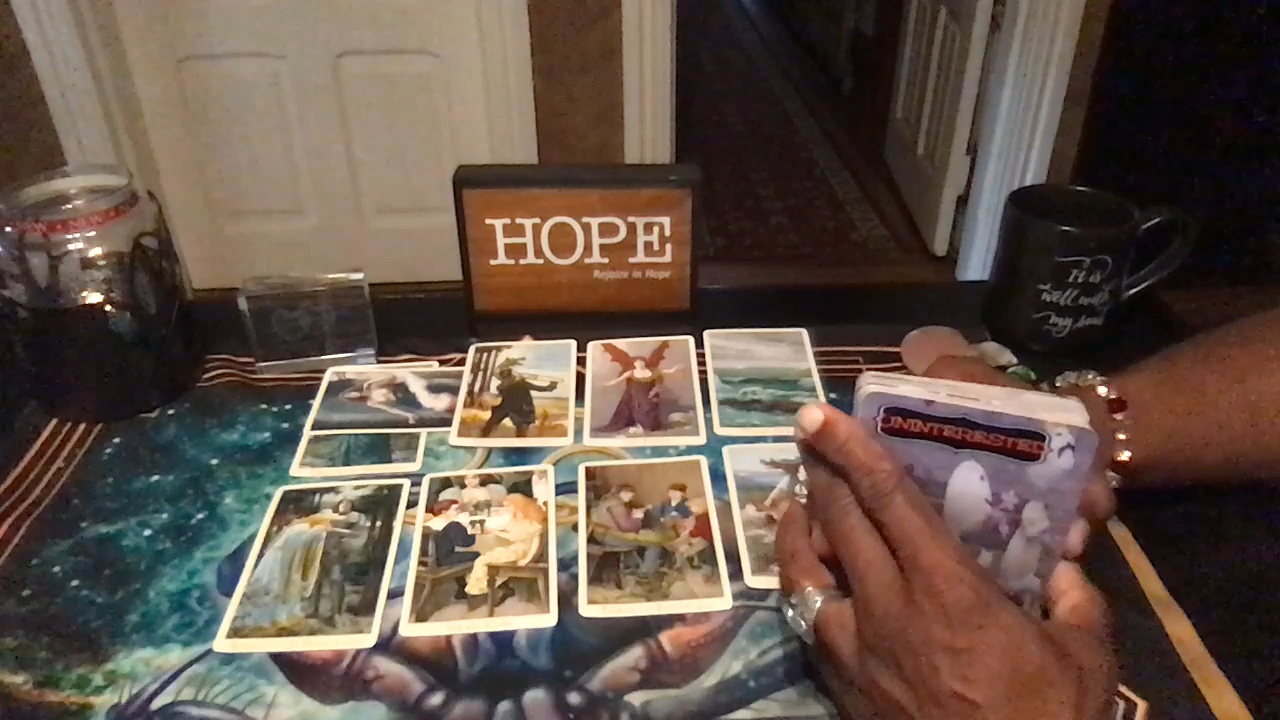 HOPE
Rejoice in Hope
It is
well with
my soul
UNINTERESTED